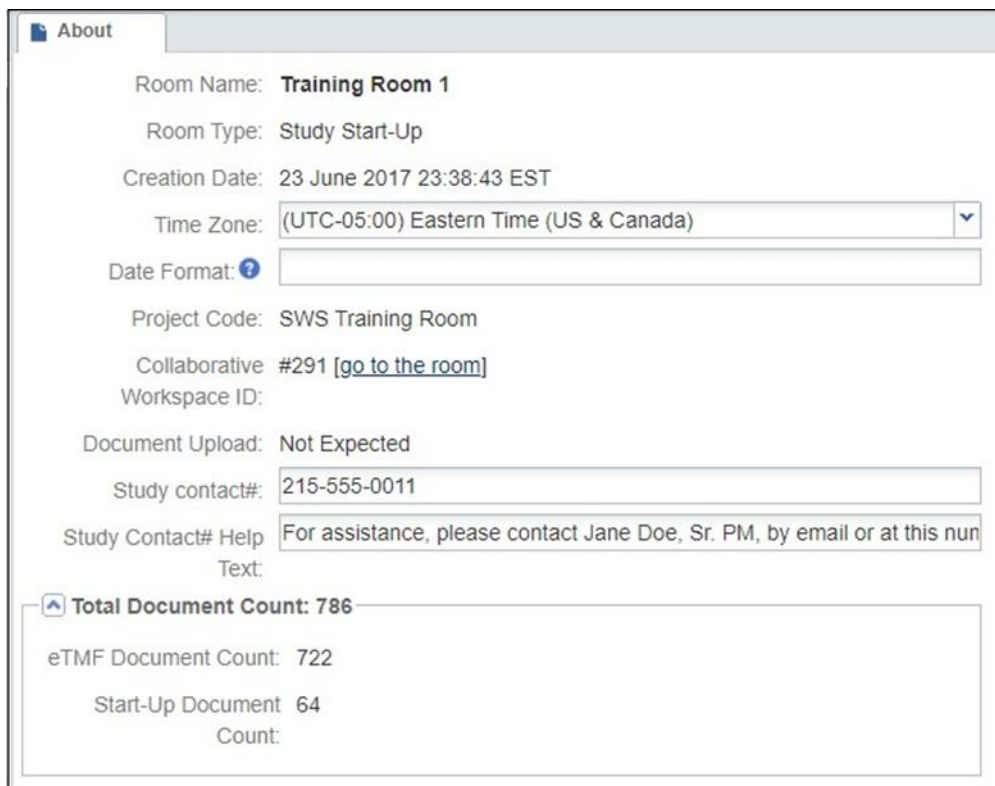 About
Room Name: Training Room 1
Room Type: Study Start-Up
Creation Date: 23 June 2017 23:38:43 EST
Time Zone: (UTC-05:00) Eastern Time (US & Canada)
Date Format: ?
Project Code: SWS Training Room
Collaborative #291 [go to the room]
Workspace ID:
Document Upload: Not Expected
Study contact#: 215-555-0011
Study Contact# Help For assistance, please contact Jane Doe, Sr. PM, by email or at this num
Text:
Total Document Count: 786
eTMF Document Count: 722
Start-Up Document 64
Count: